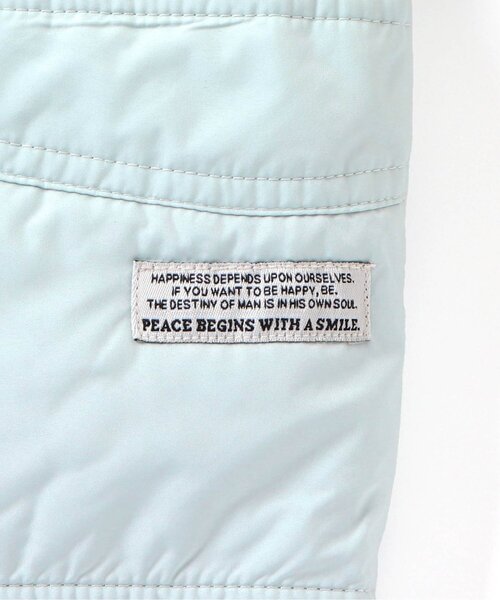 HAPPINESS DEPENDS UPON OURSELVES.
IF YOU WANT TO BE HAPPY, BE.
THE DESTINY OF MAN IS IN HIS OWN SOUL.
PEACE BEGINS WITH A SMILE.